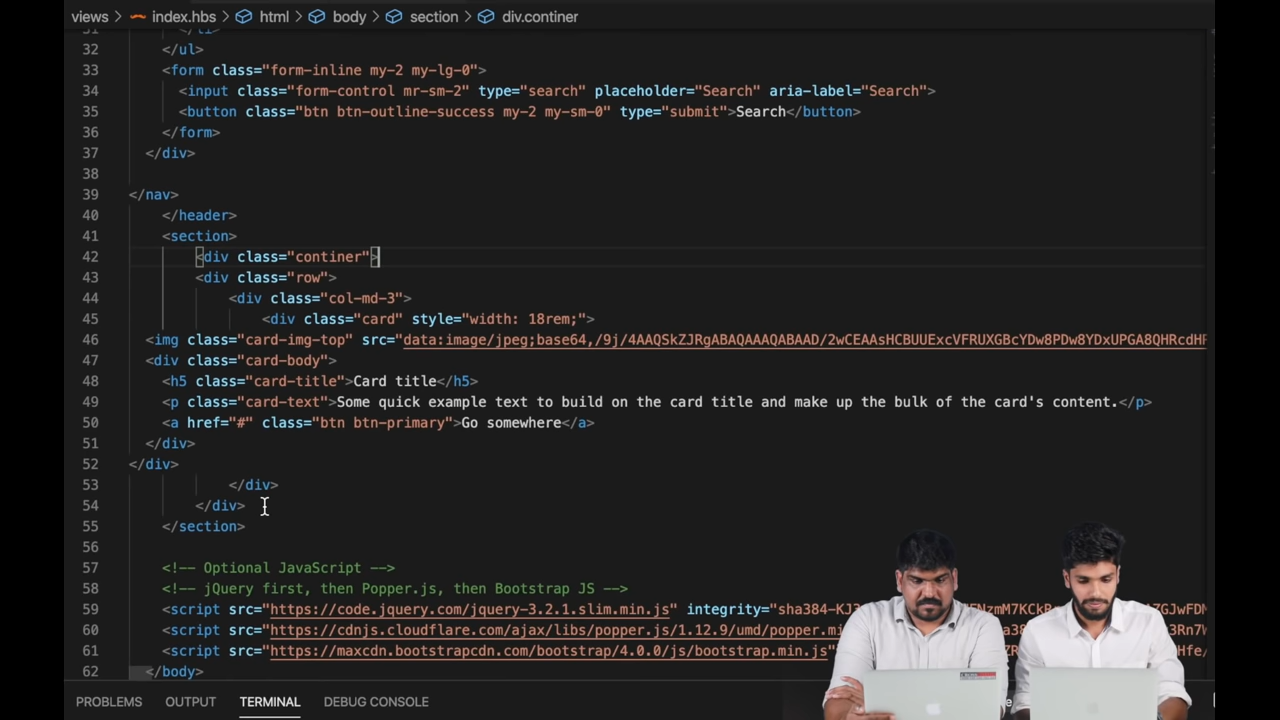 views > index.hbs > html > body > section > div.continer
31 </li>
32 </ul>
33 <form class="form-inline my-2 my-lg-0">
34 <input class="form-control mr-sm-2" type="search" placeholder="Search" aria-label="Search">
35 <button class="btn btn-outline-success my-2 my-sm-0" type="submit">Search</button>
36 </form>
37 </div>
38
39 </nav>
40 </header>
41 <section>
42 <div class="continer">
43 <div class="row">
44 <div class="col-md-3">
45 <div class="card" style="width: 18rem;">
46 <img class="card-img-top" src="data:image/jpeg;base64,/9j/4AAQSkZJRgABAQAAAQABAAD/2wCEAAsHCBUUExcVFRUXGBcYDw8PDw8YDxUPGA8QHRcdHF
47 <div class="card-body">
48 <h5 class="card-title">Card title</h5>
49 <p class="card-text">Some quick example text to build on the card title and make up the bulk of the card's content.</p>
50 <a href="#" class="btn btn-primary">Go somewhere</a>
51 </div>
52 </div>
53 </div>
54 </div>
55 </section>
56
57 <!-- Optional JavaScript -->
58 <!-- jQuery first, then Popper.js, then Bootstrap JS -->
59 <script src="https://code.jquery.com/jquery-3.2.1.slim.min.js" integrity="sha384-KJ3
60 <script src="https://cdnjs.cloudflare.com/ajax/libs/popper.js/1.12.9/umd/popper.mi
61 <script src="https://maxcdn.bootstrapcdn.com/bootstrap/4.0.0/js/bootstrap.min.js"
62 </body>
PROBLEMS OUTPUT TERMINAL DEBUG CONSOLE